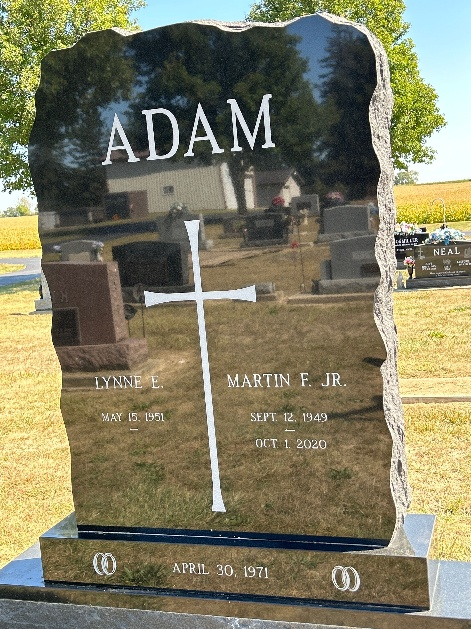 ADAM
LYNNE E.
MAY 15, 1951
–
MARTIN F. JR.
SEPT. 12, 1949
–
OCT. 1, 2020
APRIL 30, 1971
NEAL